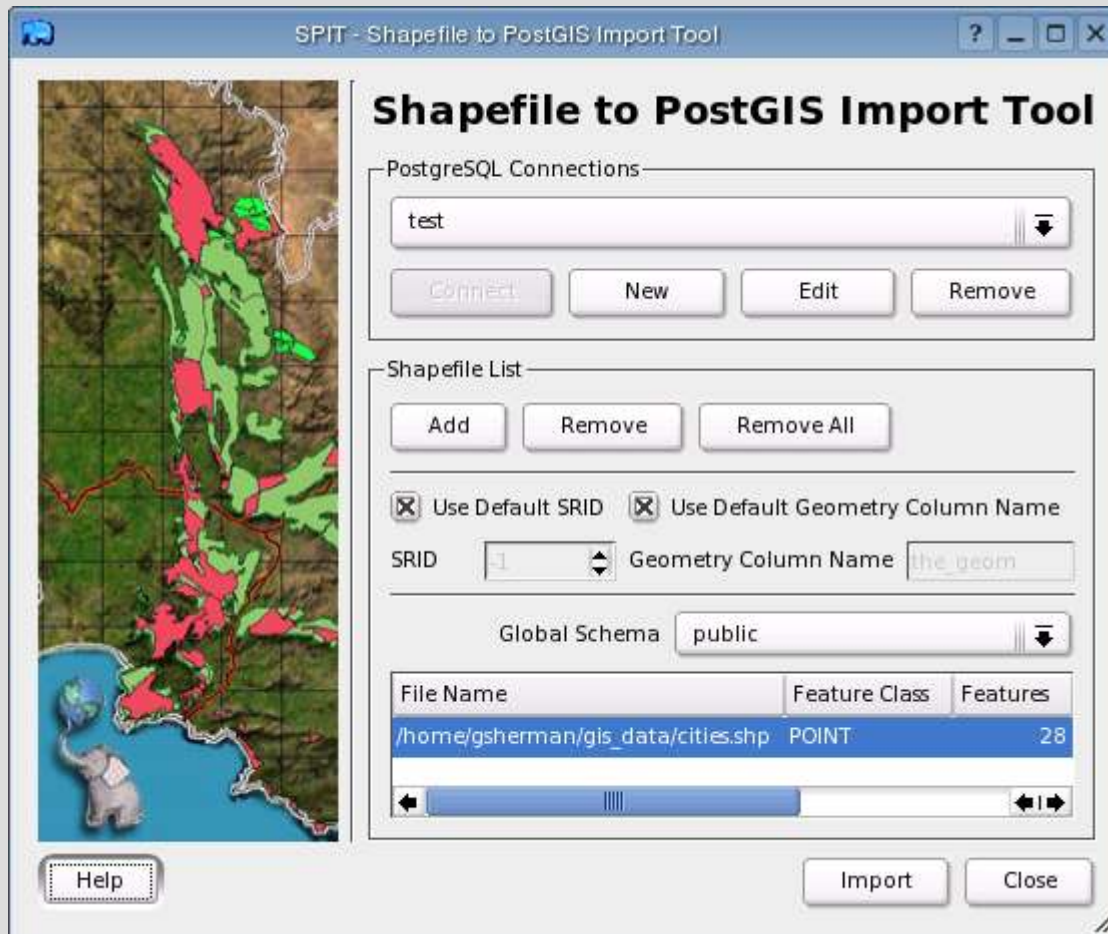 SPIT - Shapefile to PostGIS Import Tool
?
Shapefile to PostGIS Import Tool
PostgreSQL Connections
test
Connect New Edit Remove
Shapefile List
Add Remove Remove All
Use Default SRID Use Default Geometry Column Name
SRID -1 Geometry Column Name the_geom
Global Schema public
File Name Feature Class Features
/home/gsherman/gis_data/cities.shp POINT 28
Help Import Close